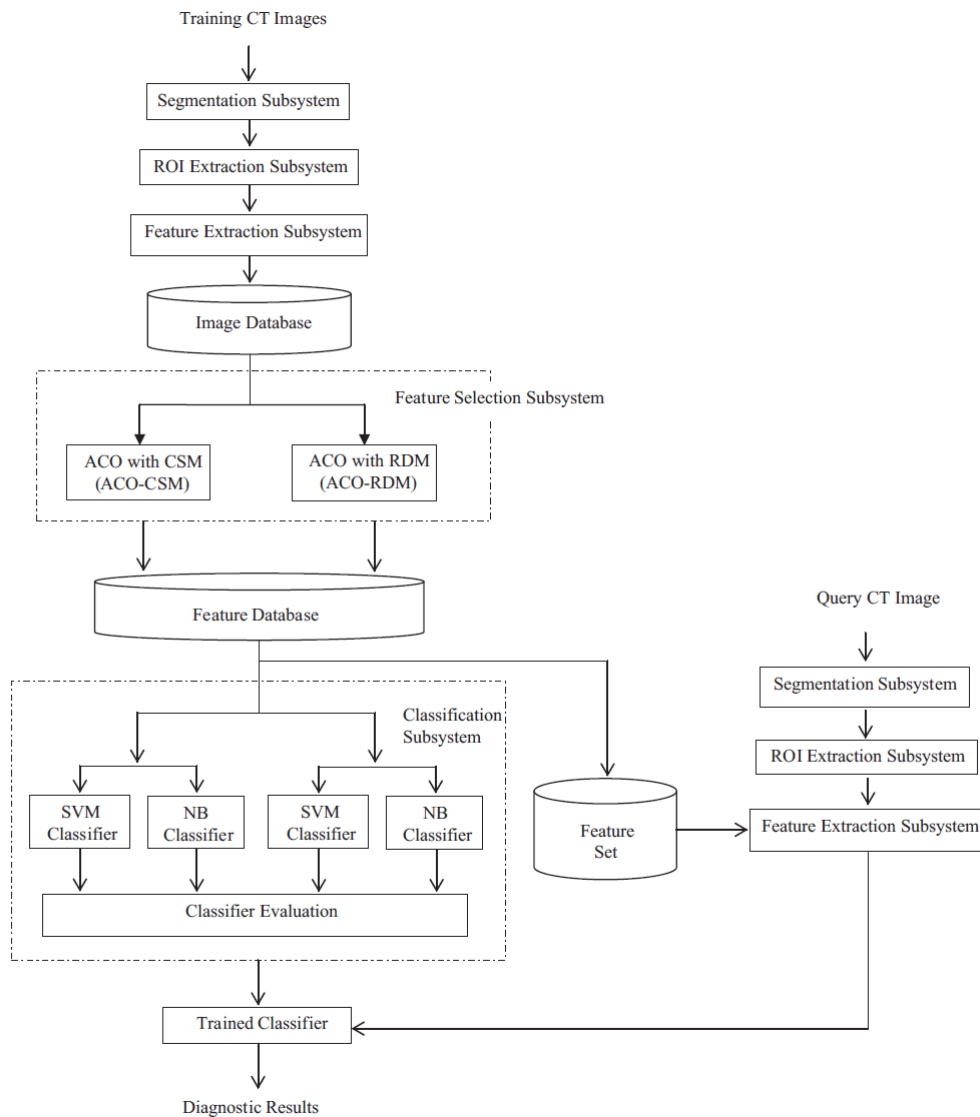 Training CT Images
Segmentation Subsystem
ROI Extraction Subsystem
Feature Extraction Subsystem
Image Database
Feature Selection Subsystem
ACO with CSM
(ACO-CSM)
ACO with RDM
(ACO-RDM)
Feature Database
Classification
Subsystem
SVM
Classifier
NB
Classifier
SVM
Classifier
NB
Classifier
Classifier Evaluation
Feature
Set
Query CT Image
Segmentation Subsystem
ROI Extraction Subsystem
Feature Extraction Subsystem
Trained Classifier
Diagnostic Results